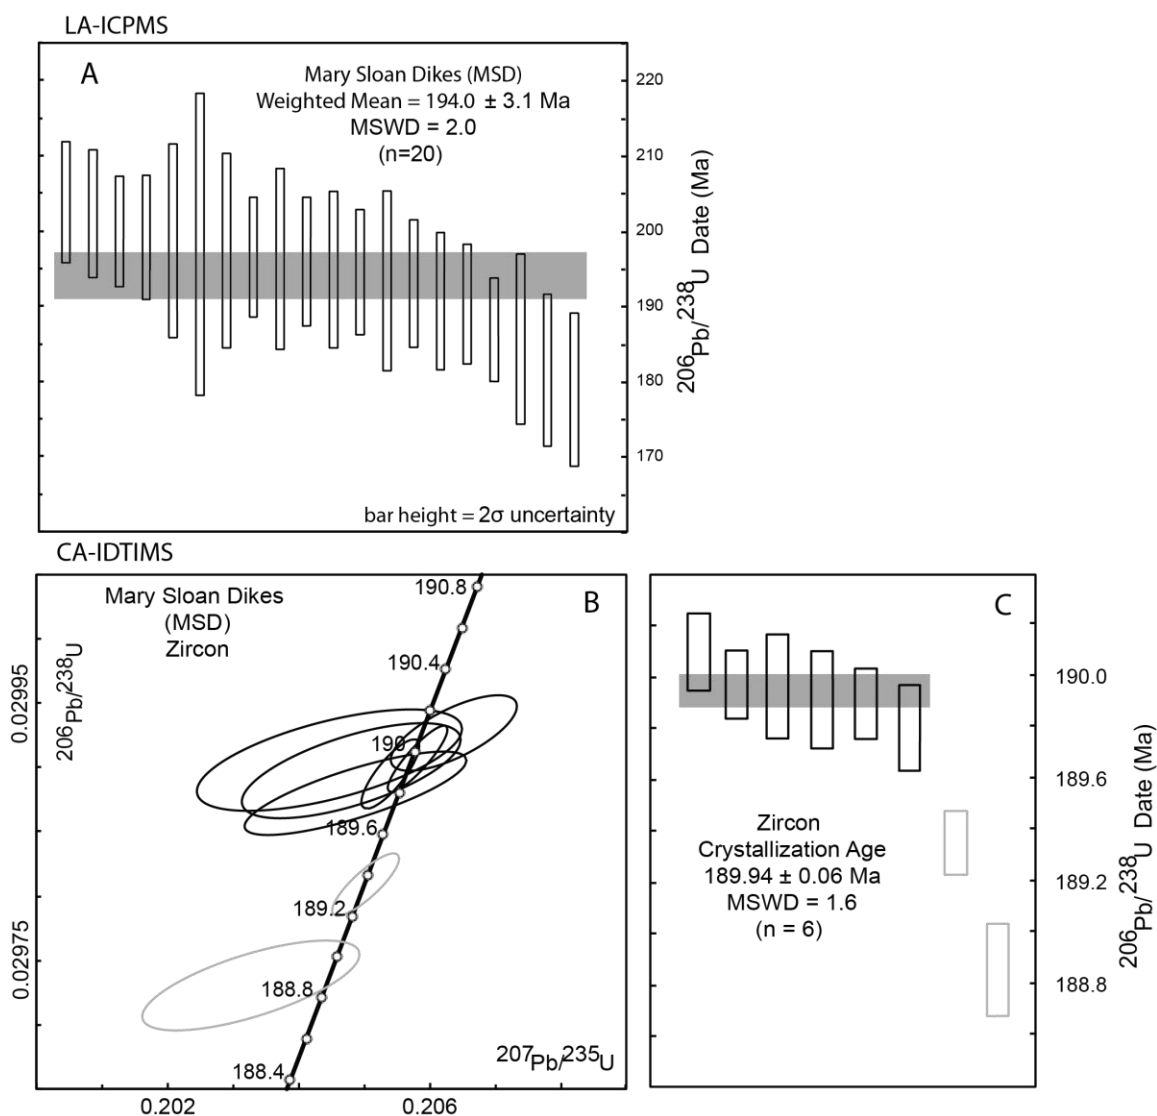 LA-ICPMS
A
Mary Sloan Dikes (MSD)
Weighted Mean = 194.0 ± 3.1 Ma
MSWD = 2.0
(n=20)
220
210
200
190
180
170
206Pb/238U Date (Ma)
bar height = 2σ uncertainty
CA-IDTIMS
Mary Sloan Dikes
(MSD)
Zircon
B
190.8
190.4
190
189.6
189.2
188.8
188.4
0.02995
0.02975
206Pb/238U
207Pb/235U
0.202
0.206
C
190.0
189.6
189.2
188.8
206Pb/238U Date (Ma)
Zircon
Crystallization Age
189.94 ± 0.06 Ma
MSWD = 1.6
(n = 6)